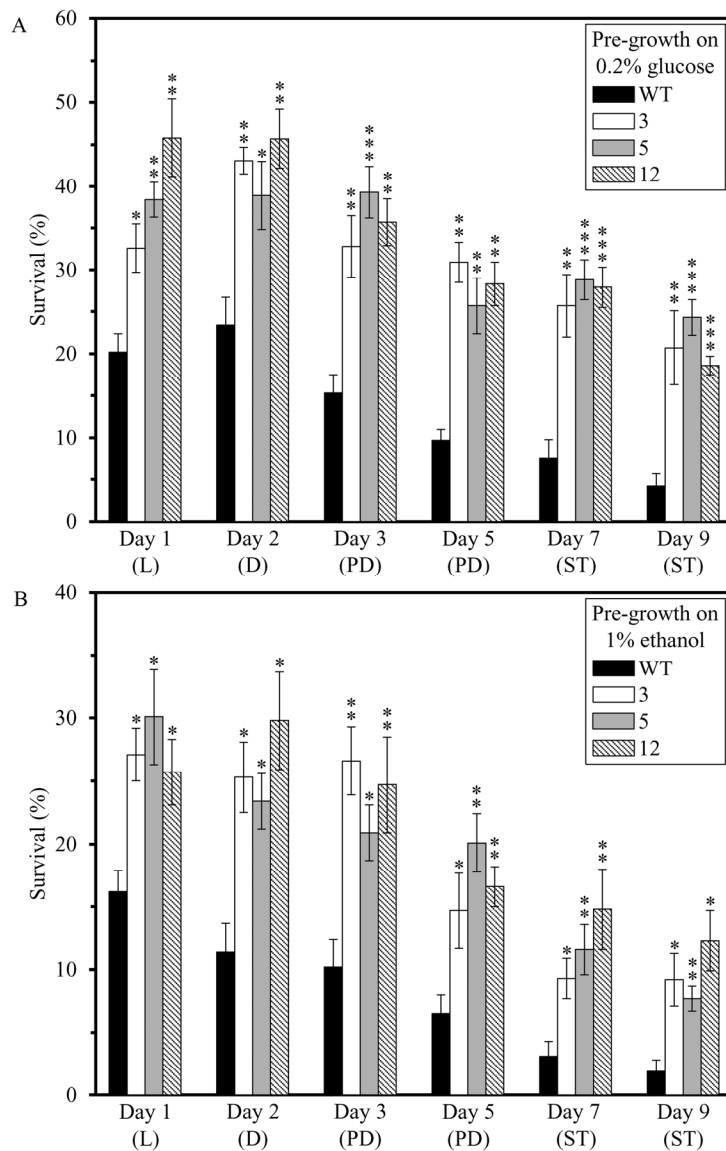 A
Pre-growth on
0.2% glucose
WT
3
5
12
Survival (%)
60
50
40
30
20
10
0
* * * * * *
* * * * * * *
* * * * * * *
* * * * * *
* * * * * * * *
* * * * * * * *
Day 1 Day 2 Day 3 Day 5 Day 7 Day 9
(L) (D) (PD) (PD) (ST) (ST)
B
Pre-growth on
1% ethanol
WT
3
5
12
Survival (%)
40
30
20
10
0
* * *
* * *
* * * * *
* * * * *
* * * * *
* * * *
Day 1 Day 2 Day 3 Day 5 Day 7 Day 9
(L) (D) (PD) (PD) (ST) (ST)